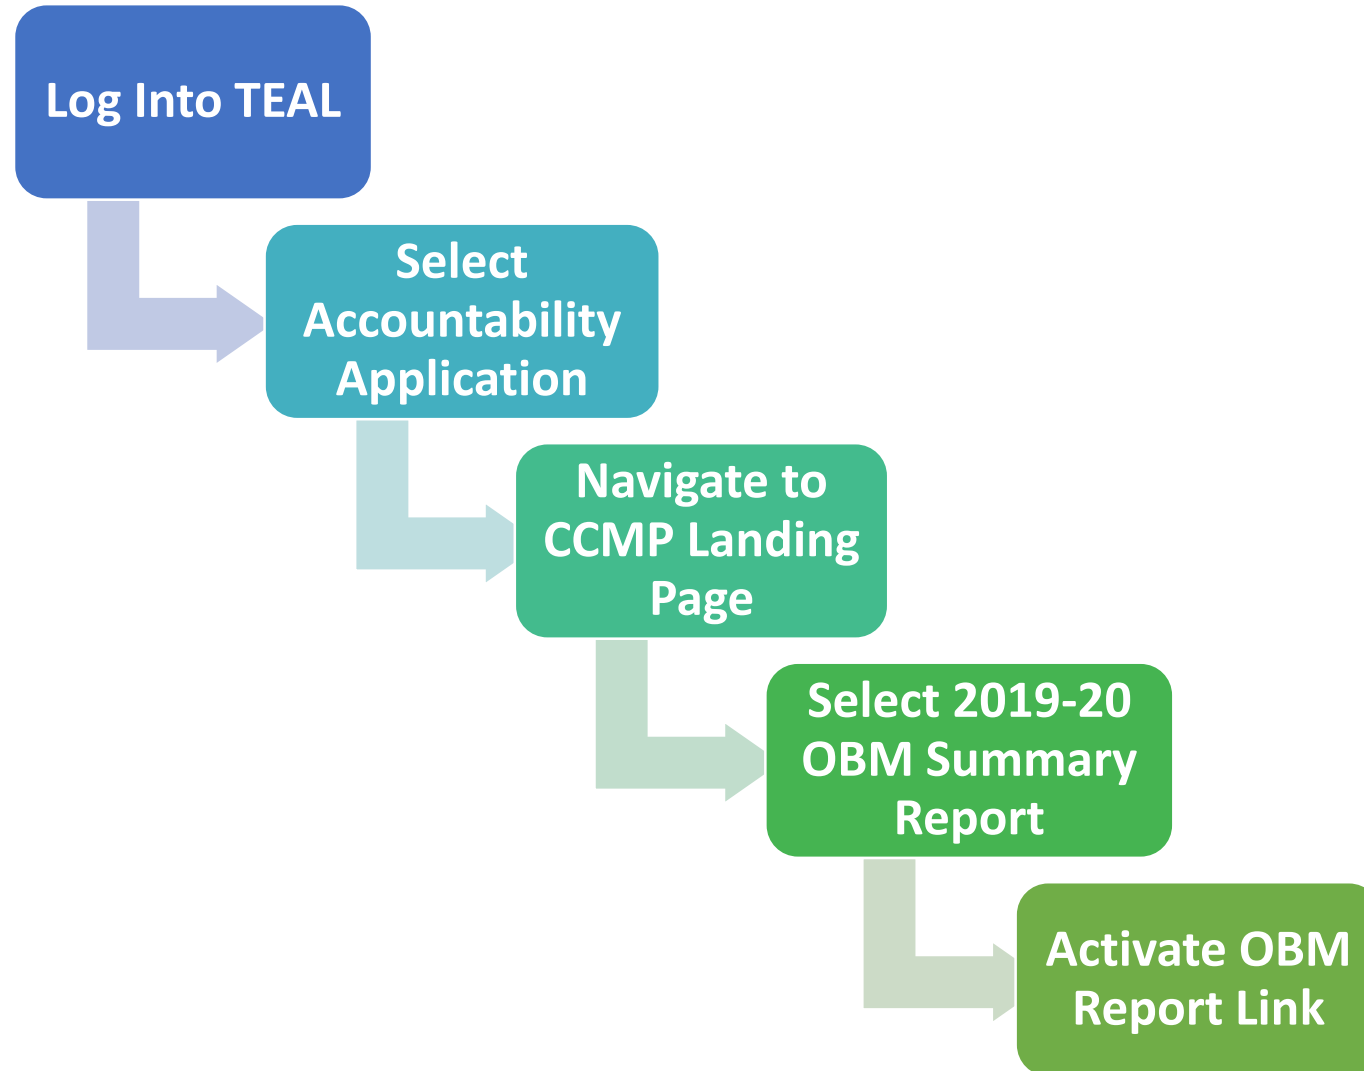 Log Into TEAL
Select
Accountability
Application
Navigate to
CCMP Landing
Page
Select 2019-20
OBM Summary
Report
Activate OBM
Report Link